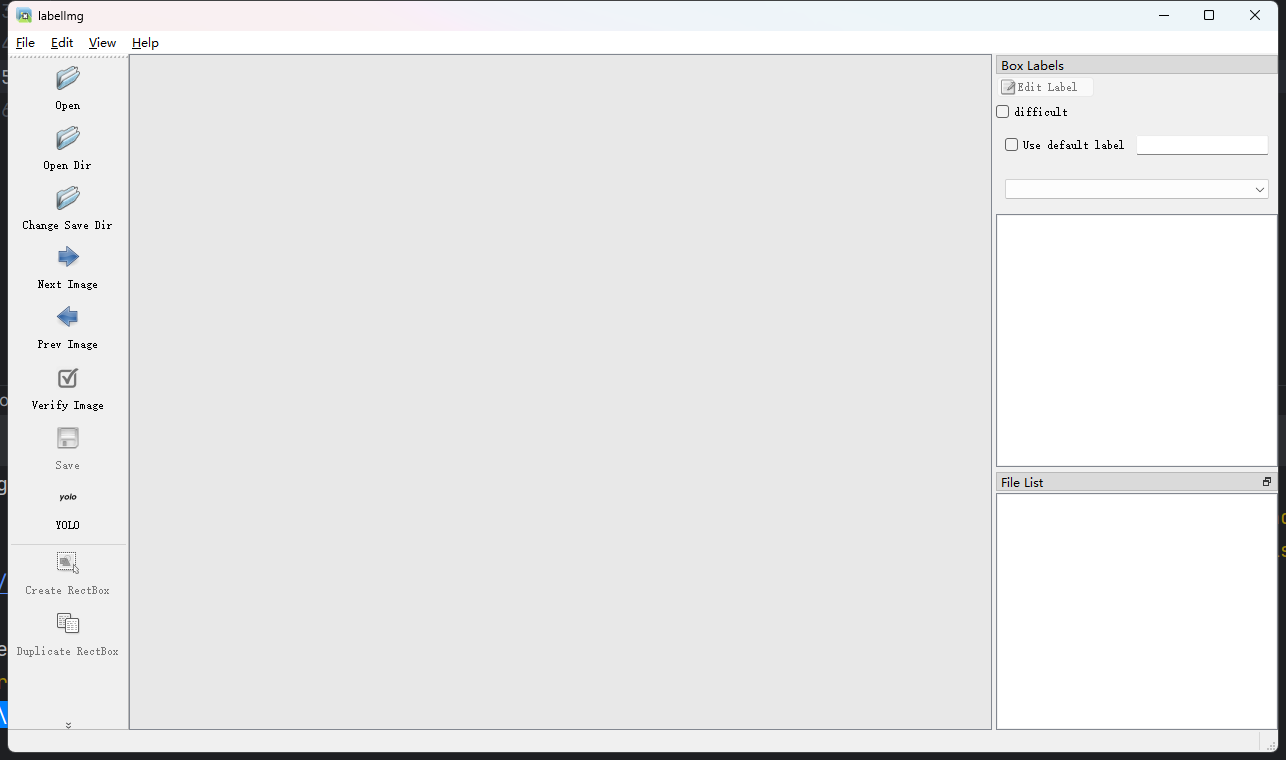 labelImg
File Edit View Help
Open
Open Dir
Change Save Dir
Next Image
Prev Image
Verify Image
Save
yolo
YOLO
Create RectBox
Duplicate RectBox
Box Labels
Edit Label
difficult
Use default label
File List